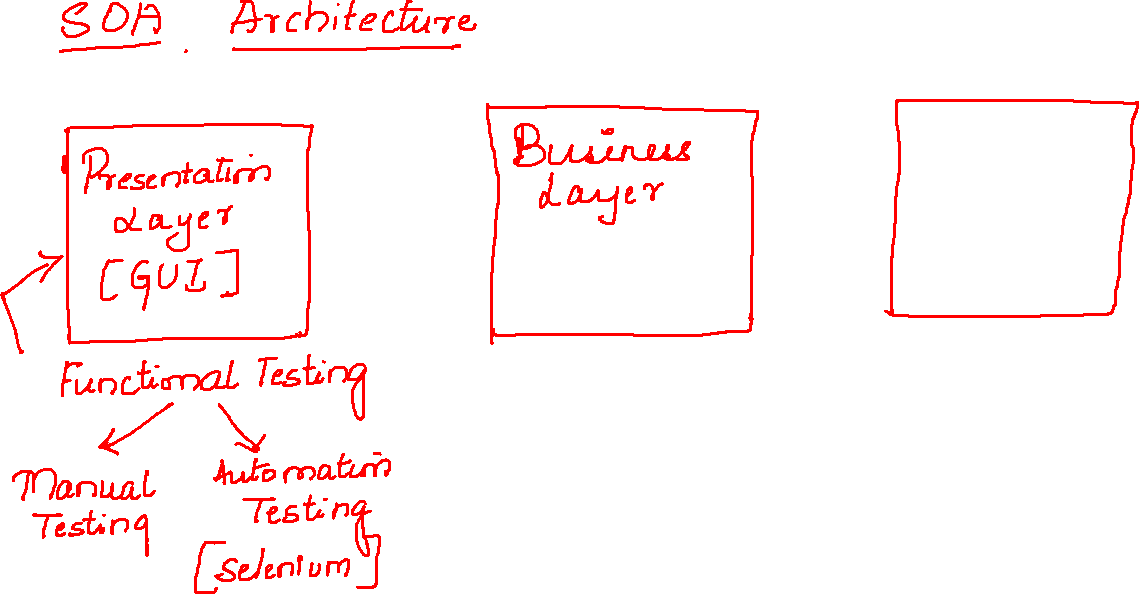 SOA. Architecture
Presentation
Layer
[GUI]
Business
Layer
Functional Testing
Manual
Testing
Automation
Testing
[Selenium]